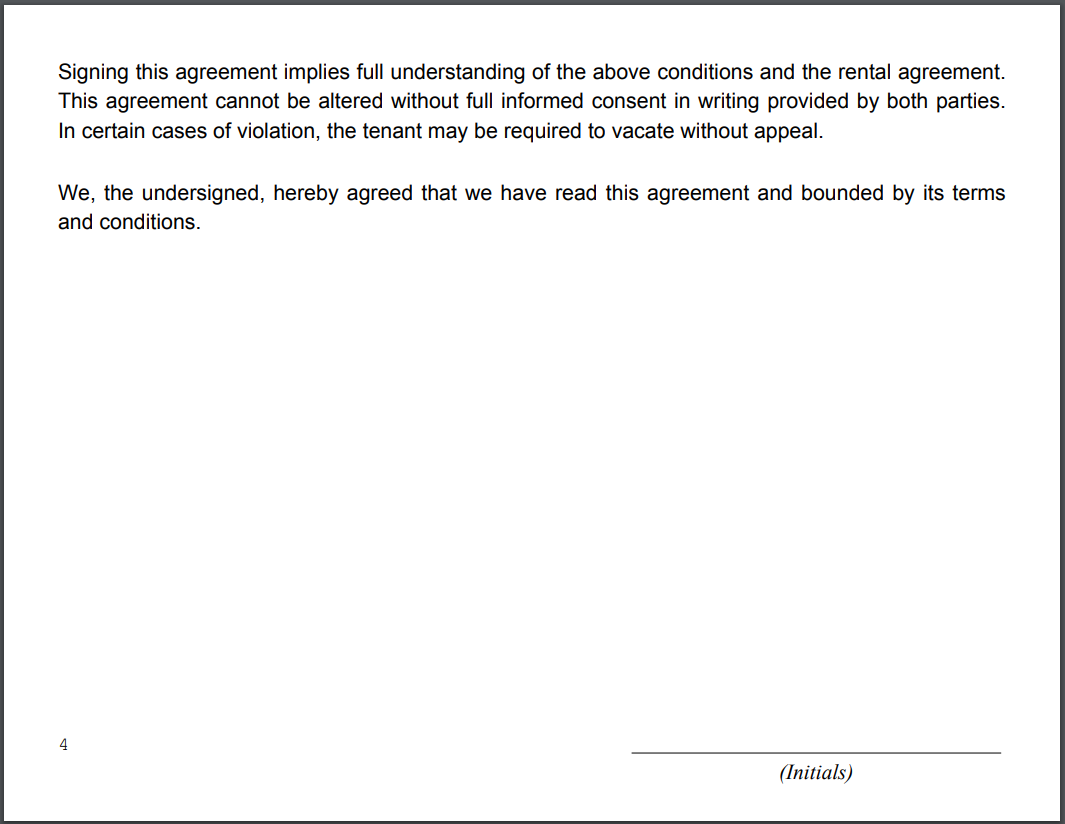 Signing this agreement implies full understanding of the above conditions and the rental agreement.
This agreement cannot be altered without full informed consent in writing provided by both parties.
In certain cases of violation, the tenant may be required to vacate without appeal.
We, the undersigned, hereby agreed that we have read this agreement and bounded by its terms
and conditions.
4
(Initials)